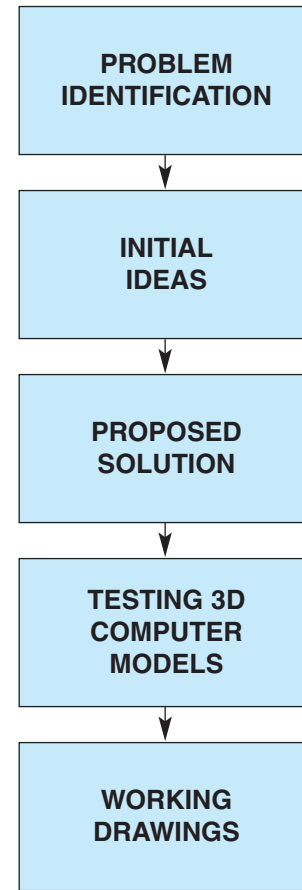 PROBLEM
IDENTIFICATION
INITIAL
IDEAS
PROPOSED
SOLUTION
TESTING 3D
COMPUTER
MODELS
WORKING
DRAWINGS